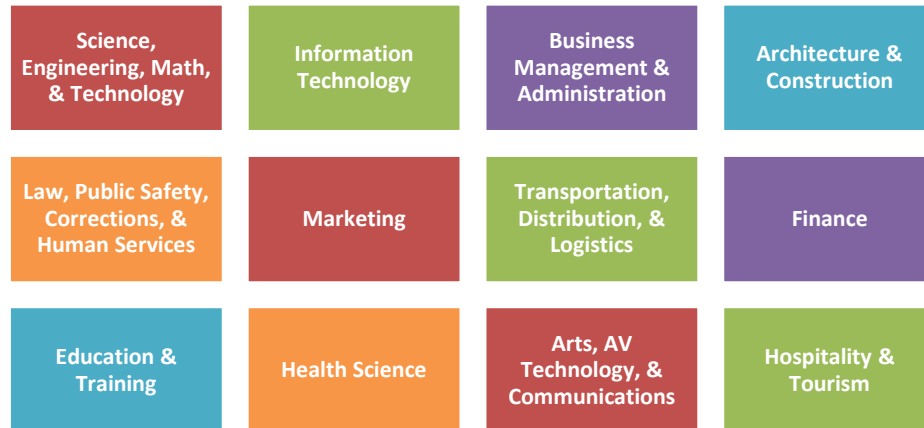 Science,
Engineering, Math,
& Technology
Information
Technology
Business
Management &
Administration
Architecture &
Construction
Law, Public Safety,
Corrections, &
Human Services
Marketing
Transportation,
Distribution, &
Logistics
Finance
Education &
Training
Health Science
Arts, AV
Technology, &
Communications
Hospitality &
Tourism